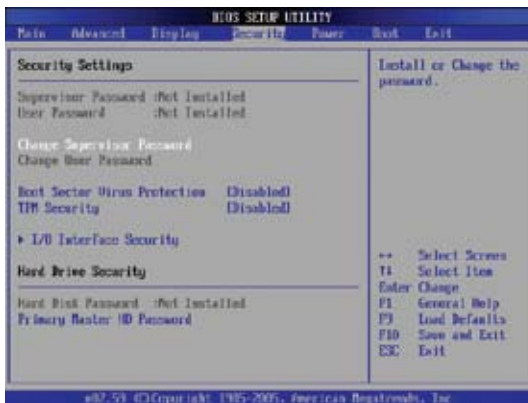 BIOS SETUP UTILITY
Main Advanced Display Security Power Boot Exit
Security Settings
Supervisor Password :Not Installed
User Password :Not Installed
Change Supervisor Password
Change User Password
Boot Sector Virus Protection [Disabled]
TPM Security [Disabled]
I/O Interface Security
Hard Drive Security
Hard Disk Password :Not Installed
Primary Master HD Password
Install or Change the
password.
↔ Select Screen
↑↓ Select Item
Enter Change
F1 General Help
F9 Load Defaults
F10 Save and Exit
ESC Exit
v02.59 (C)Copyright 1985-2005, American Megatrends, Inc